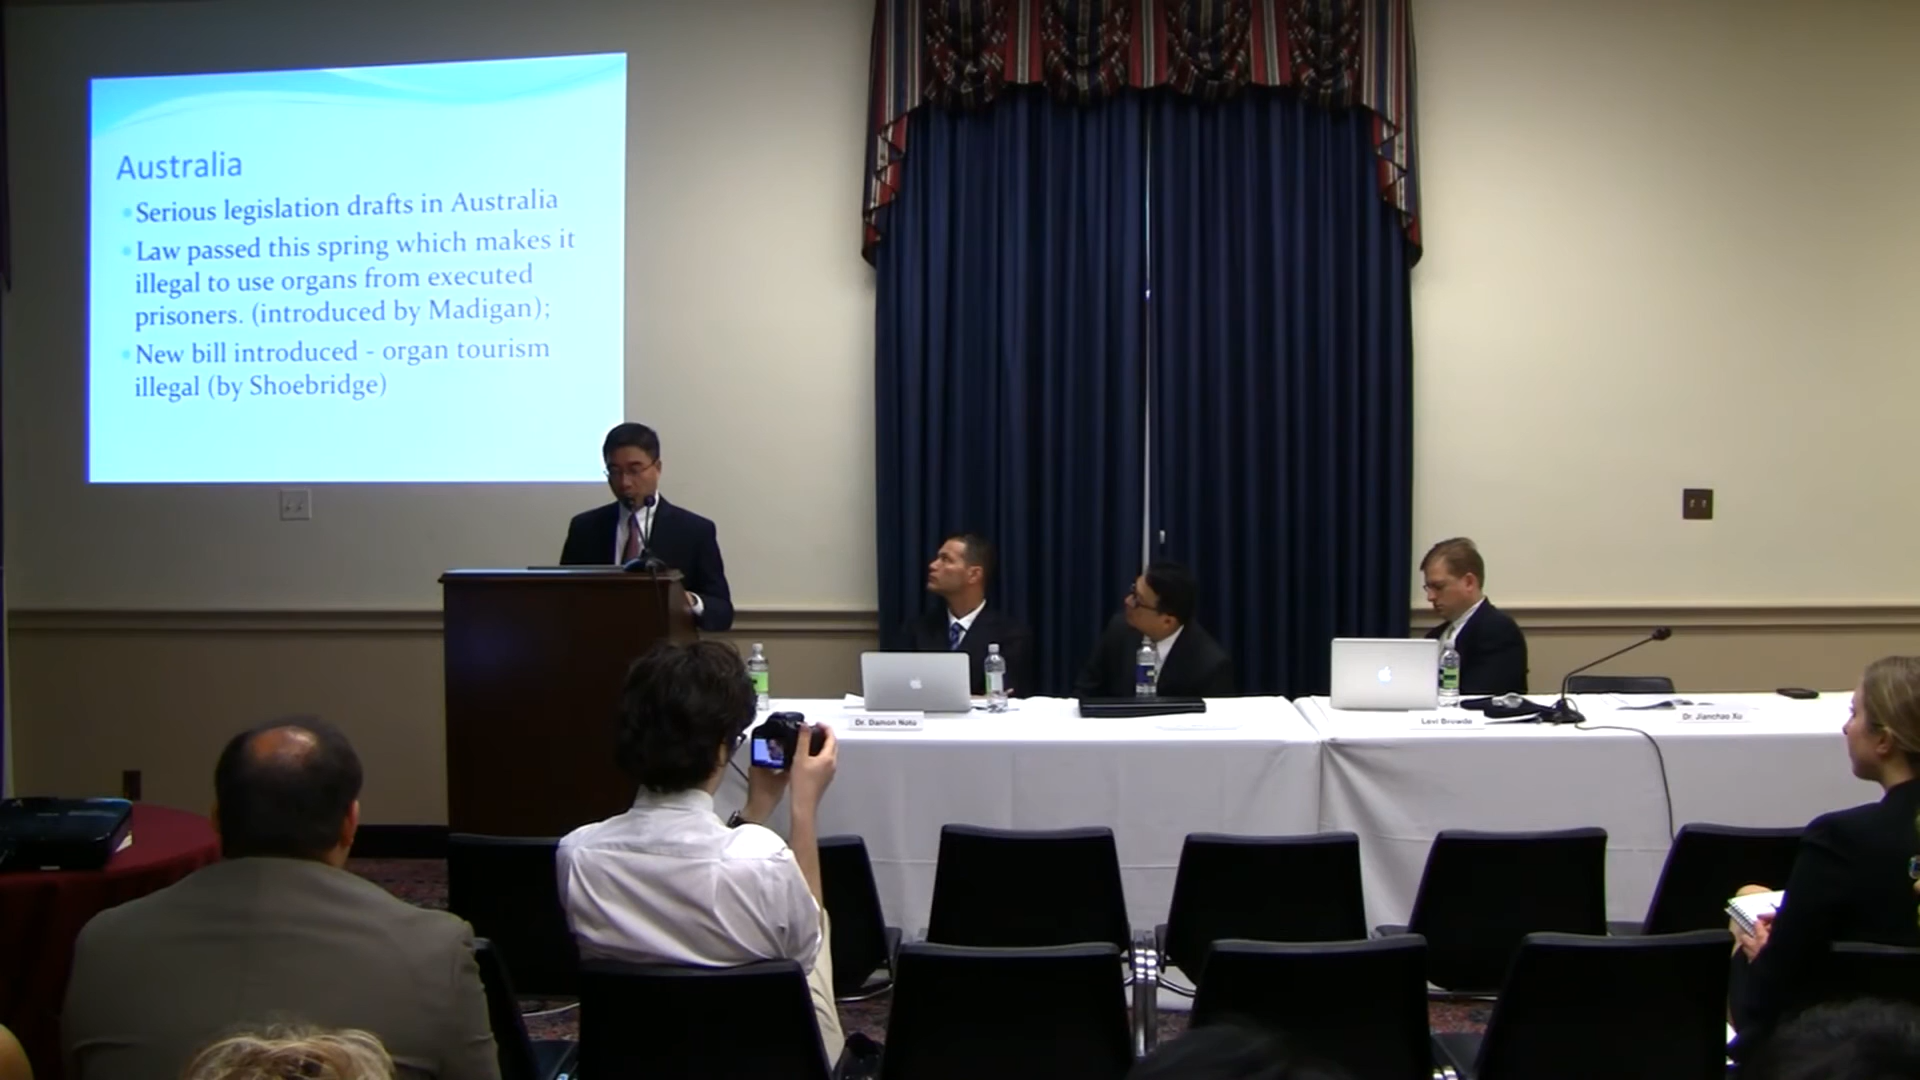 Australia
Serious legislation drafts in Australia
Law passed this spring which makes it
illegal to use organs from executed
prisoners. (introduced by Madigan);
New bill introduced - organ tourism
illegal (by Shoebridge)
Dr. Damon Noto
Levi Browde
Dr. Jianchao Xu